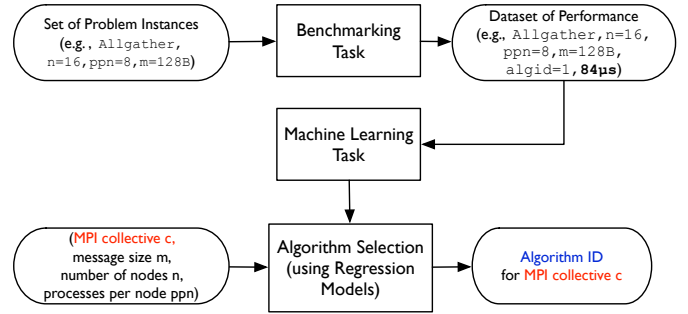 Set of Problem Instances
(e.g., Allgather,
n=16,ppn=8,m=128B)
Benchmarking
Task
Dataset of Performance
(e.g., Allgather,n=16,
ppn=8,m=128B,
algid=1,84µs)
Machine Learning
Task
(MPI collective c,
message size m,
number of nodes n,
processes per node ppn)
Algorithm Selection
(using Regression
Models)
Algorithm ID
for MPI collective c